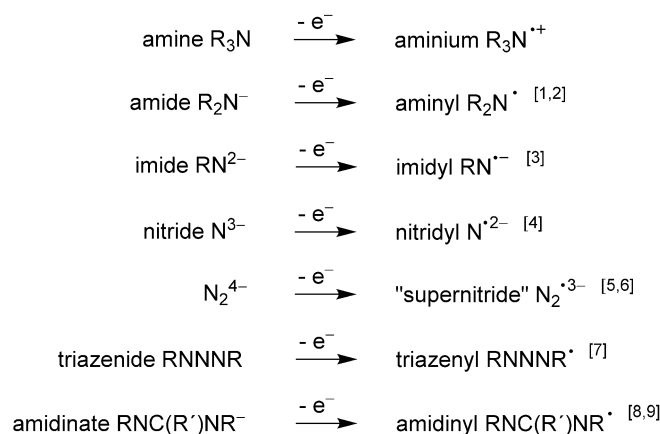 amine R₃N - e⁻ aminium R₃N•⁺
amide R₂N⁻ - e⁻ aminyl R₂N• [1,2]
imide RN²⁻ - e⁻ imidyl RN•⁻ [3]
nitride N³⁻ - e⁻ nitridyl N•²⁻ [4]
N₂⁴⁻ - e⁻ "supernitride" N₂•³⁻ [5,6]
triazenide RNNNR - e⁻ triazenyl RNNNR• [7]
amidinate RNC(R´)NR⁻ - e⁻ amidinyl RNC(R´)NR• [8,9]